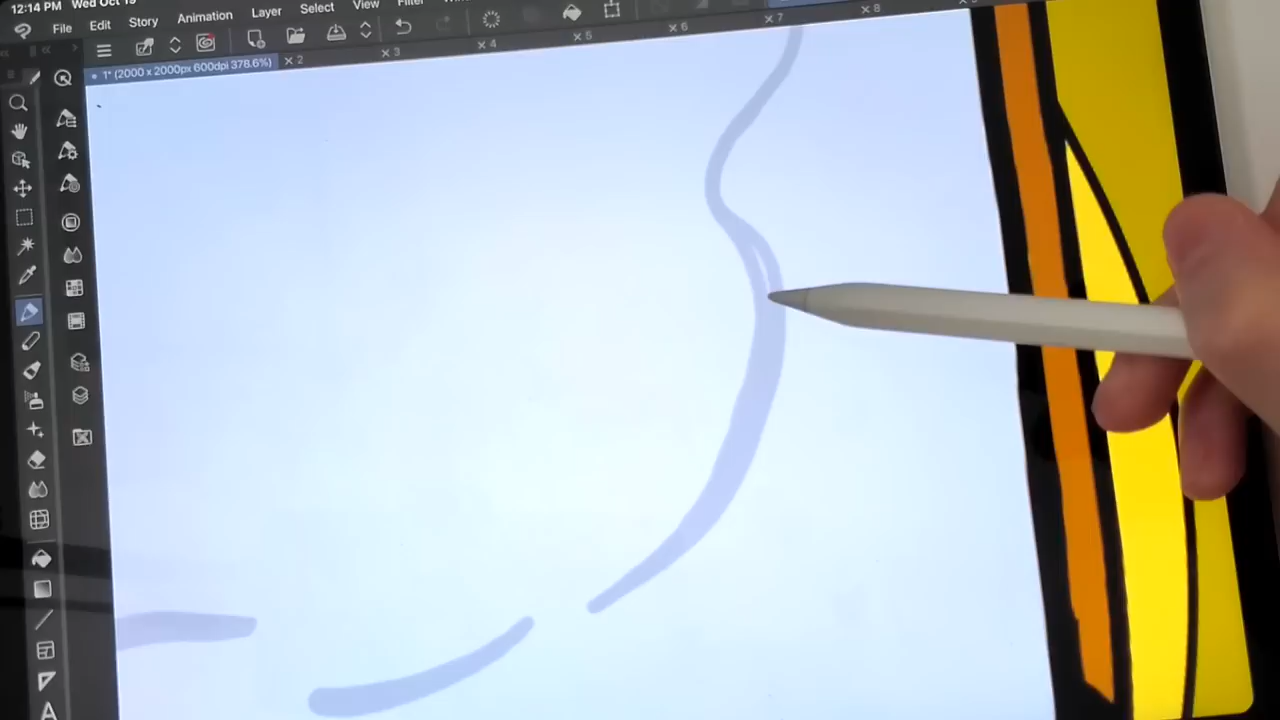 12:14 PM Wed Oct
File Edit Story Animation Layer Select View Filter
1* (2000 x 2000px 600dpi 378.6%) × 2 × 3 × 4 × 5 × 6 × 7 × 8
A